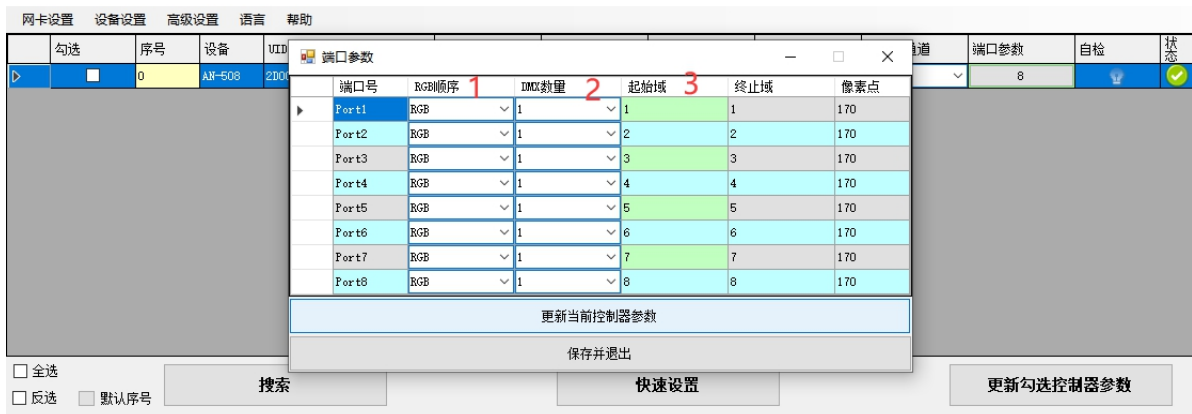 网卡设置 设备设置 高级设置 语言 帮助
勾选 序号 设备 UID 道 端口参数 自检 状态
0 AN-508 2D00 8
端口参数
端口号 RGB顺序 1 DMX数量 2 起始域 3 终止域 像素点
Port1 RGB 1 1 1 170
Port2 RGB 1 2 2 170
Port3 RGB 1 3 3 170
Port4 RGB 1 4 4 170
Port5 RGB 1 5 5 170
Port6 RGB 1 6 6 170
Port7 RGB 1 7 7 170
Port8 RGB 1 8 8 170
更新当前控制器参数
保存并退出
全选
反选 默认序号
搜索 快速设置 更新勾选控制器参数